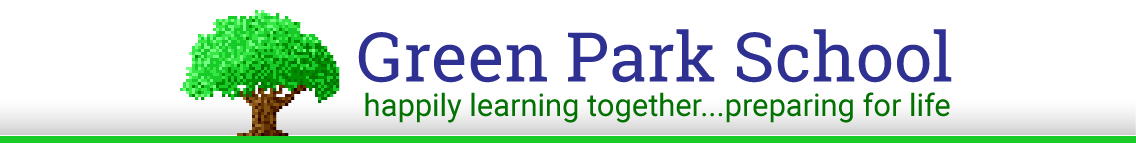 Green Park School
happily learning together...preparing for life